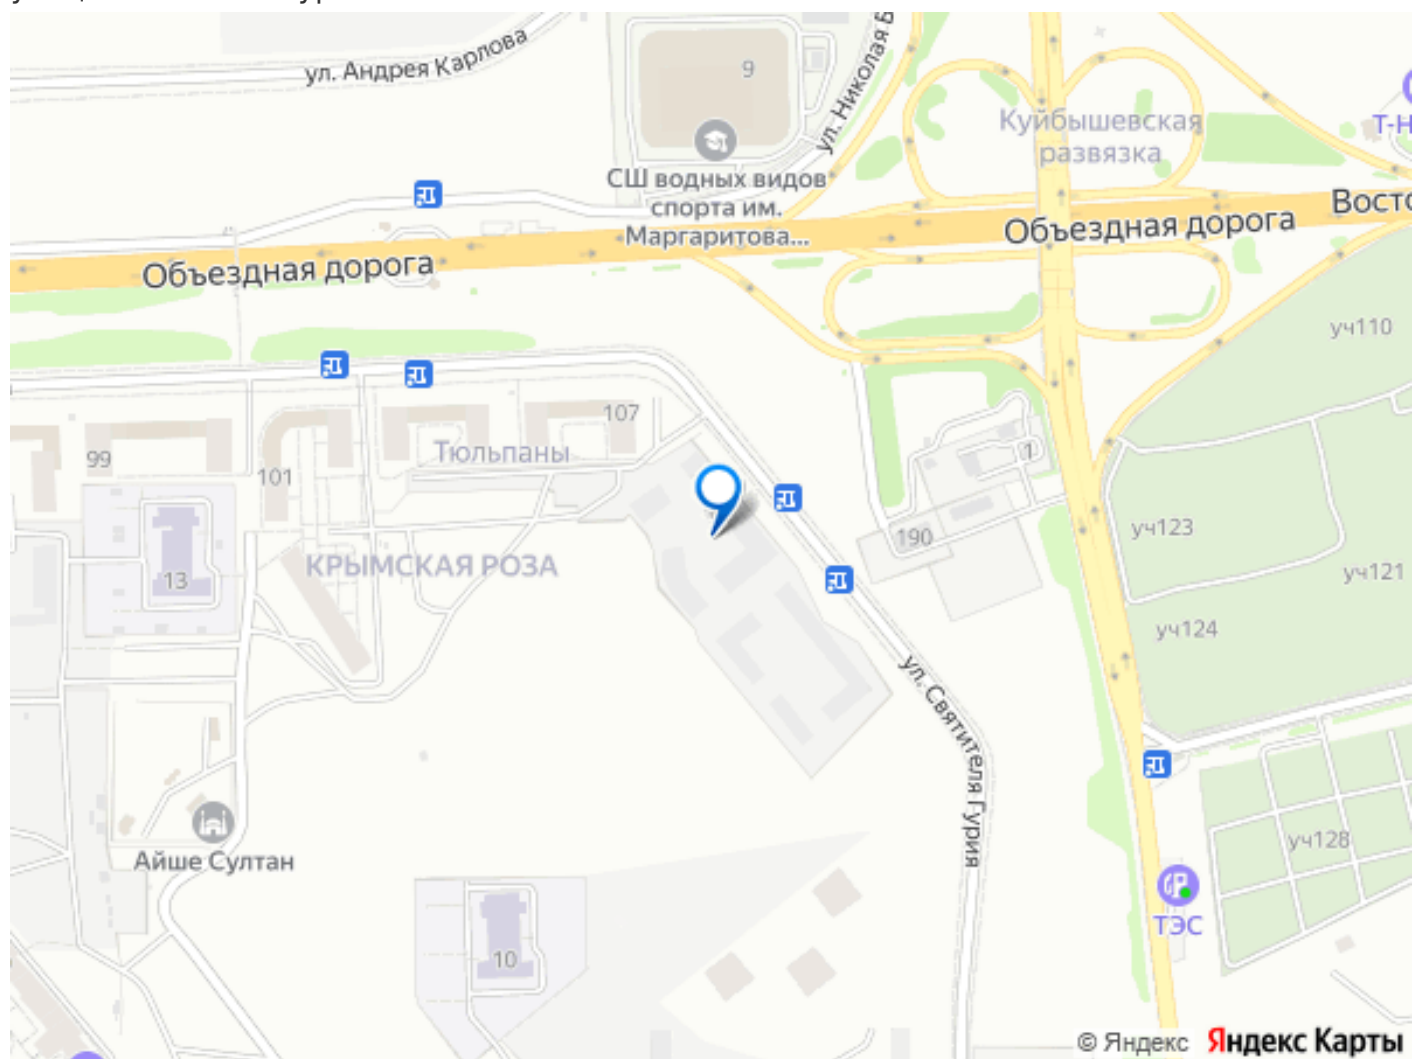 ул. Андрея Карлова
9
ул. Николая Б
Куйбышевская
развязка
Т-Н
СШ водных видов
спорта им.
Маргаритова...
Восто
Объездная дорога
Объездная дорога
уч110
107
Тюльпаны
99
101
уч123
190
1
КРЫМСКАЯ РОЗА
13
уч121
уч124
ул. Святителя Гурия
уч128
Айше Султан
ТЭС
10
© Яндекс Яндекс Карты